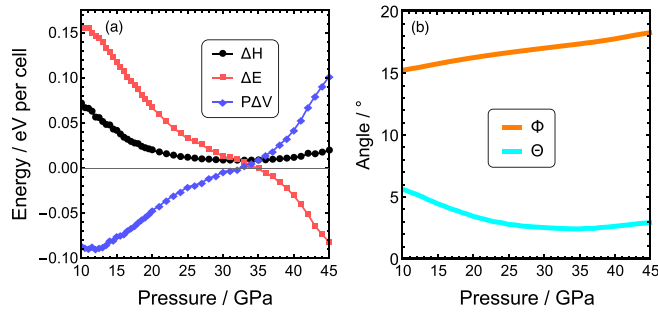 (a)
ΔH
ΔE
PΔV
Energy / eV per cell
0.15
0.10
0.05
0.00
−0.05
−0.10
10 15 20 25 30 35 40 45
Pressure / GPa
(b)
Φ
Θ
Angle / °
20
15
10
5
0
10 15 20 25 30 35 40 45
Pressure / GPa